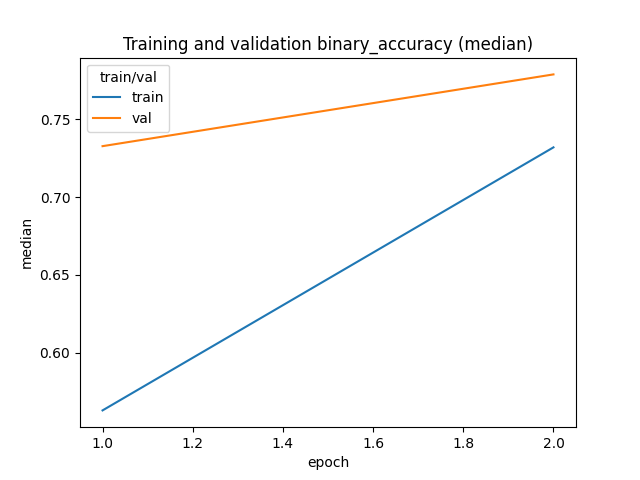 Training and validation binary_accuracy (median)
train/val
train
val
median
0.75
0.70
0.65
0.60
1.0 1.2 1.4 1.6 1.8 2.0
epoch